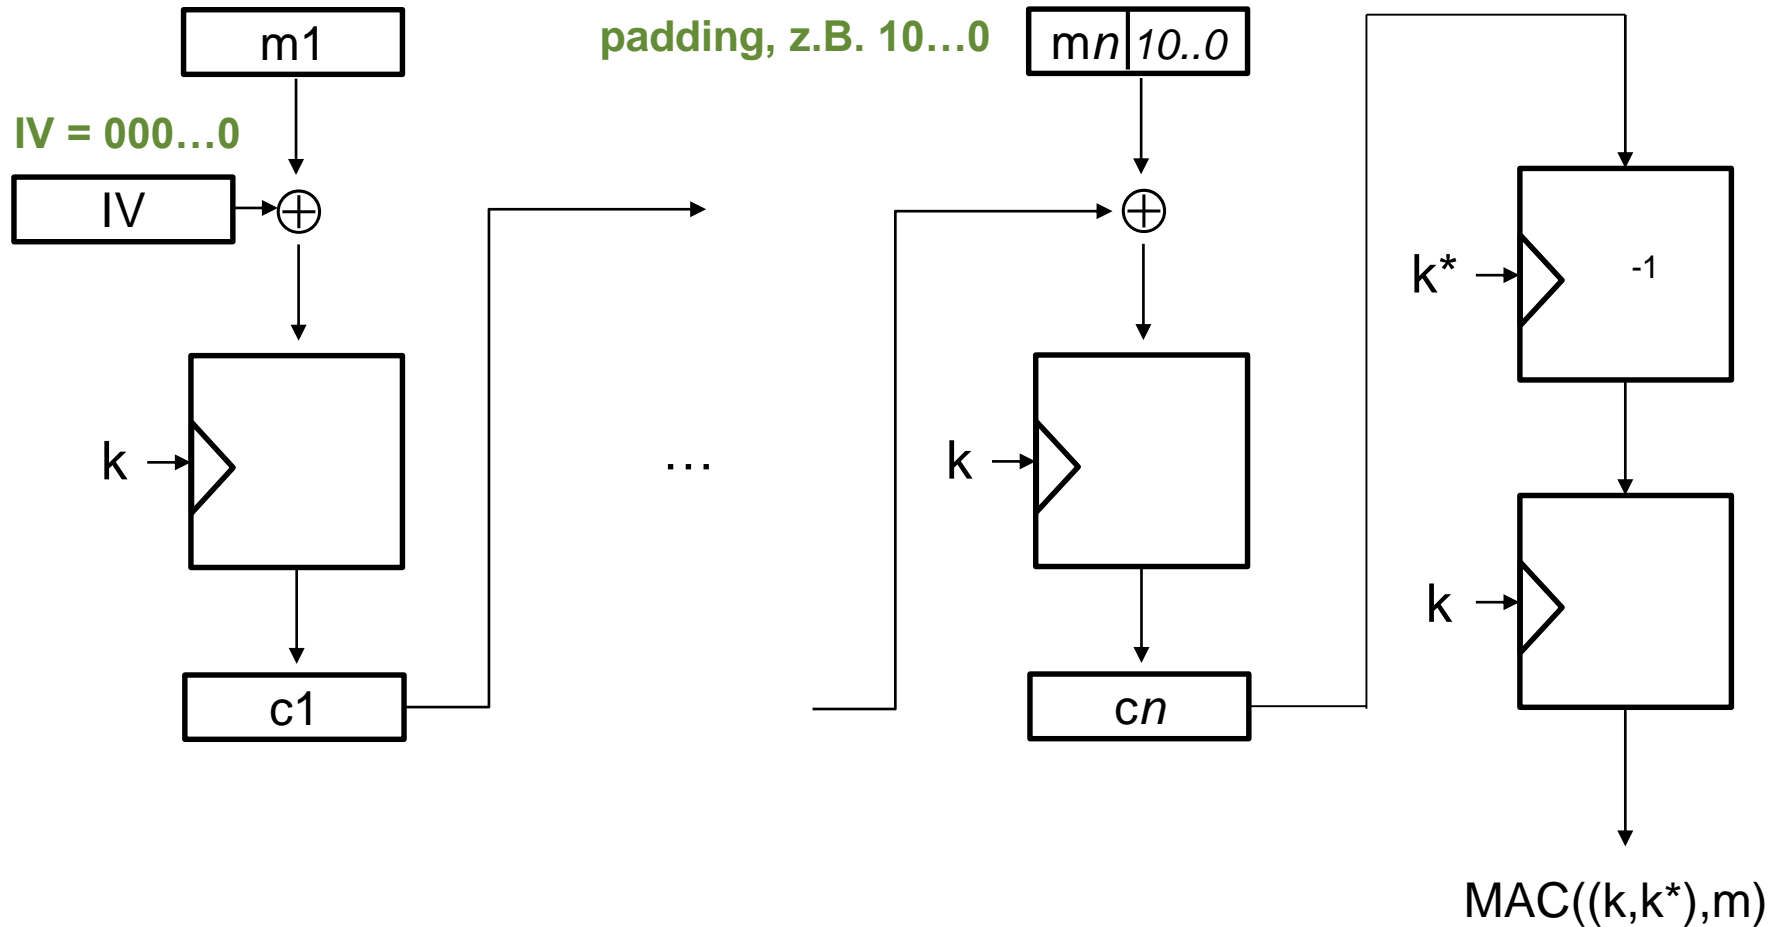 m1
padding, z.B. 10…0
mn 10..0
IV = 000…0
IV
k* -1
k
…
k
k
c1
cn
MAC((k,k*),m)